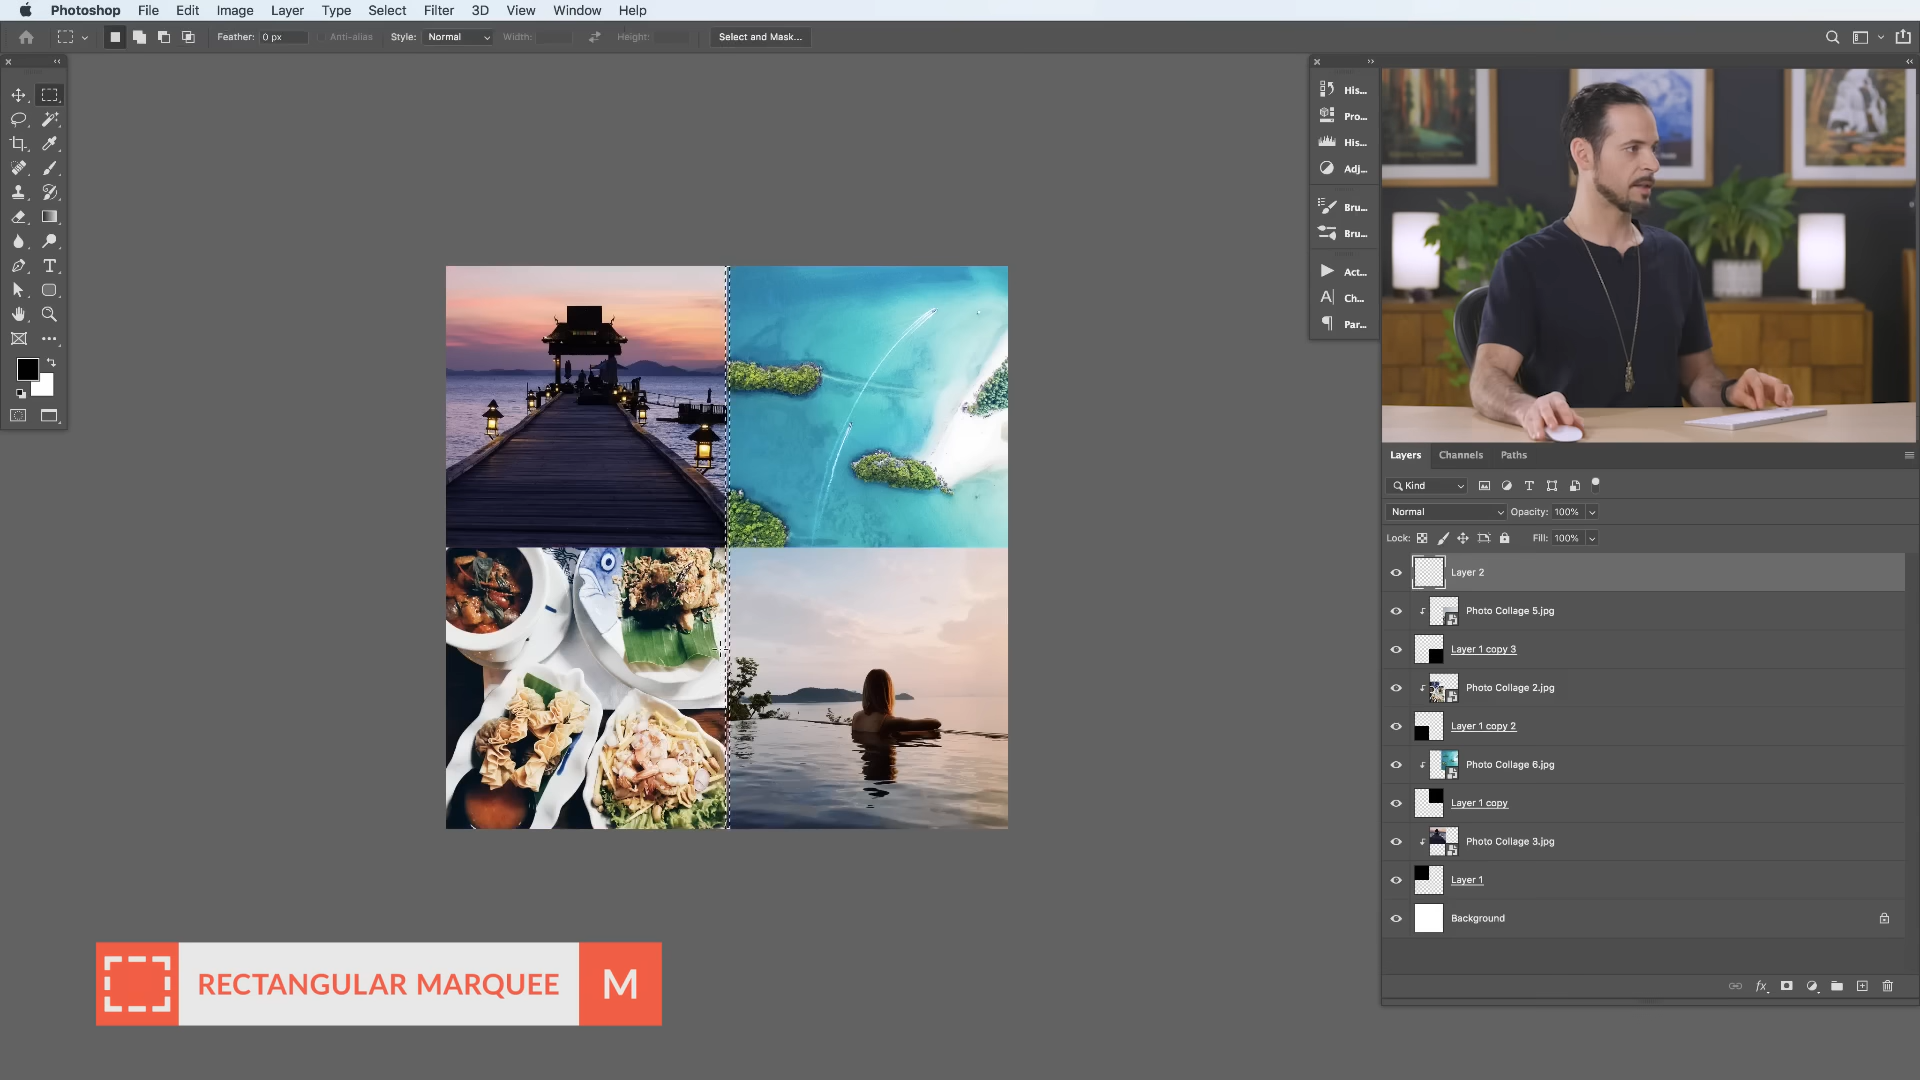 Photoshop File Edit Image Layer Type Select Filter 3D View Window Help
Feather: 0 px Anti-alias Style: Normal Width: Height: Select and Mask...
His...
Pro...
His...
Adj...
Bru...
Bru...
Act...
Ch...
Par...
Layers Channels Paths
Kind
Normal Opacity: 100%
Lock: Fill: 100%
Layer 2
Photo Collage 5.jpg
Layer 1 copy 3
Photo Collage 2.jpg
Layer 1 copy 2
Photo Collage 6.jpg
Layer 1 copy
Photo Collage 3.jpg
Layer 1
Background
fx
RECTANGULAR MARQUEE M